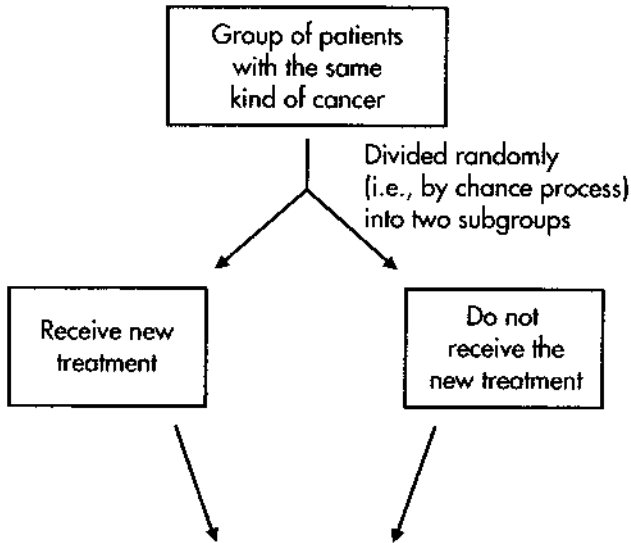 Group of patients
with the same
kind of cancer
Divided randomly
(i.e., by chance process)
into two subgroups
Receive new
treatment
Do not
receive the
new treatment